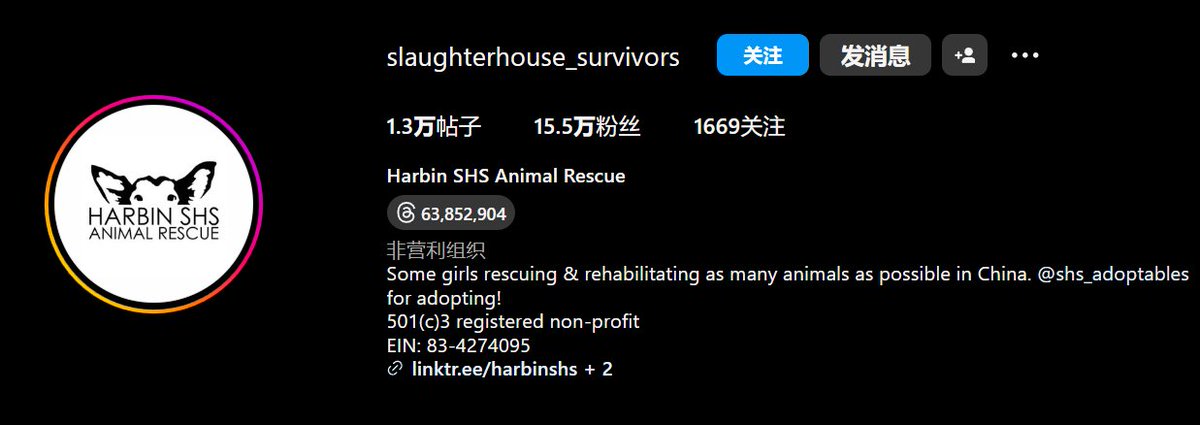 slaughterhouse_survivors 关注 发消息
1.3万帖子 15.5万粉丝 1669关注
Harbin SHS Animal Rescue
63,852,904
非营利组织
Some girls rescuing & rehabilitating as many animals as possible in China. @shs_adoptables
for adopting!
501(c)3 registered non-profit
EIN: 83-4274095
linktr.ee/harbinshs + 2
HARBIN SHS
ANIMAL RESCUE